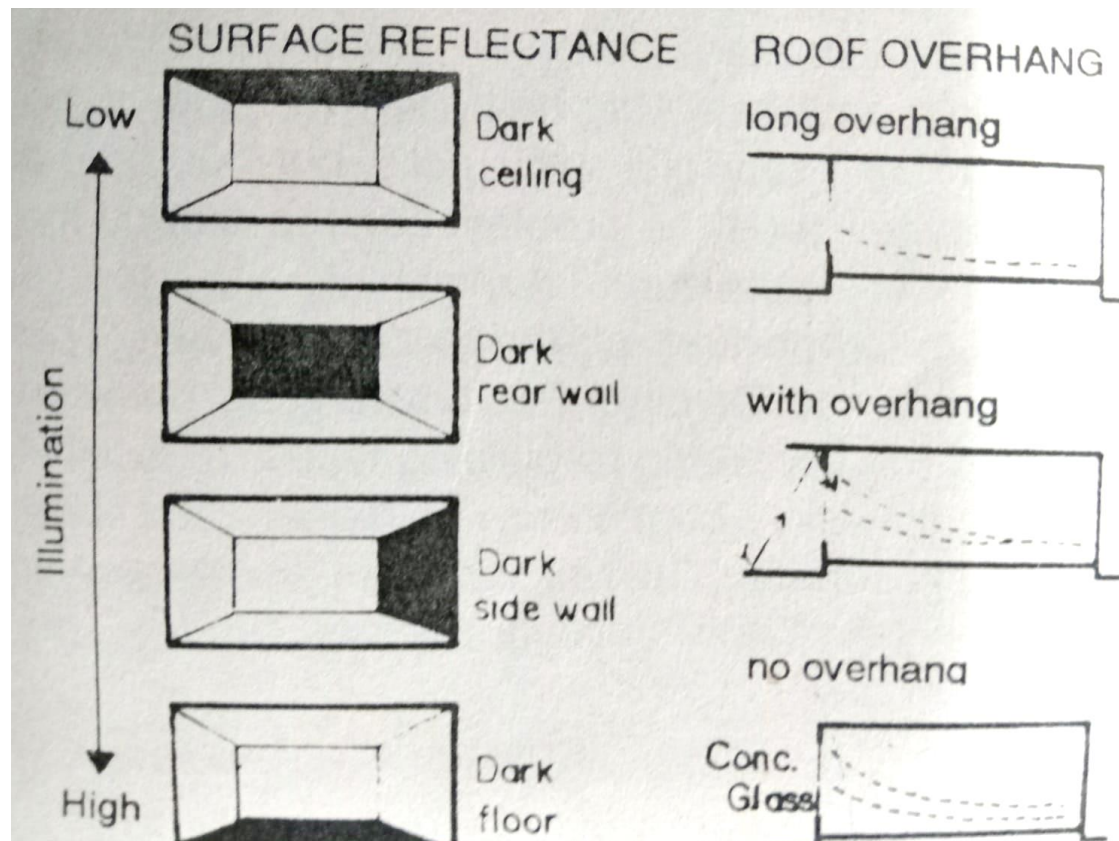 SURFACE REFLECTANCE
Low
Dark
ceiling
Dark
rear wall
Illumination
Dark
side wall
High
Dark
floor
ROOF OVERHANG
long overhang
with overhang
no overhang
Conc.
Glass